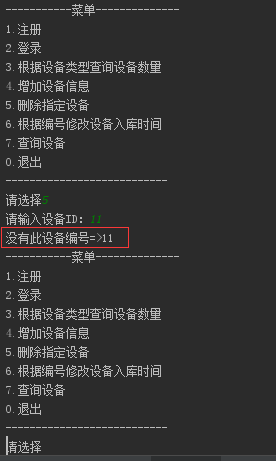 -----------菜单--------------
1.注册
2.登录
3.根据设备类型查询设备数量
4.增加设备信息
5.删除指定设备
6.根据编号修改设备入库时间
7.查询设备
0.退出
---------------------------
请选择5
请输入设备ID: 11
没有此设备编号=>11
-----------菜单--------------
1.注册
2.登录
3.根据设备类型查询设备数量
4.增加设备信息
5.删除指定设备
6.根据编号修改设备入库时间
7.查询设备
0.退出
---------------------------
请选择